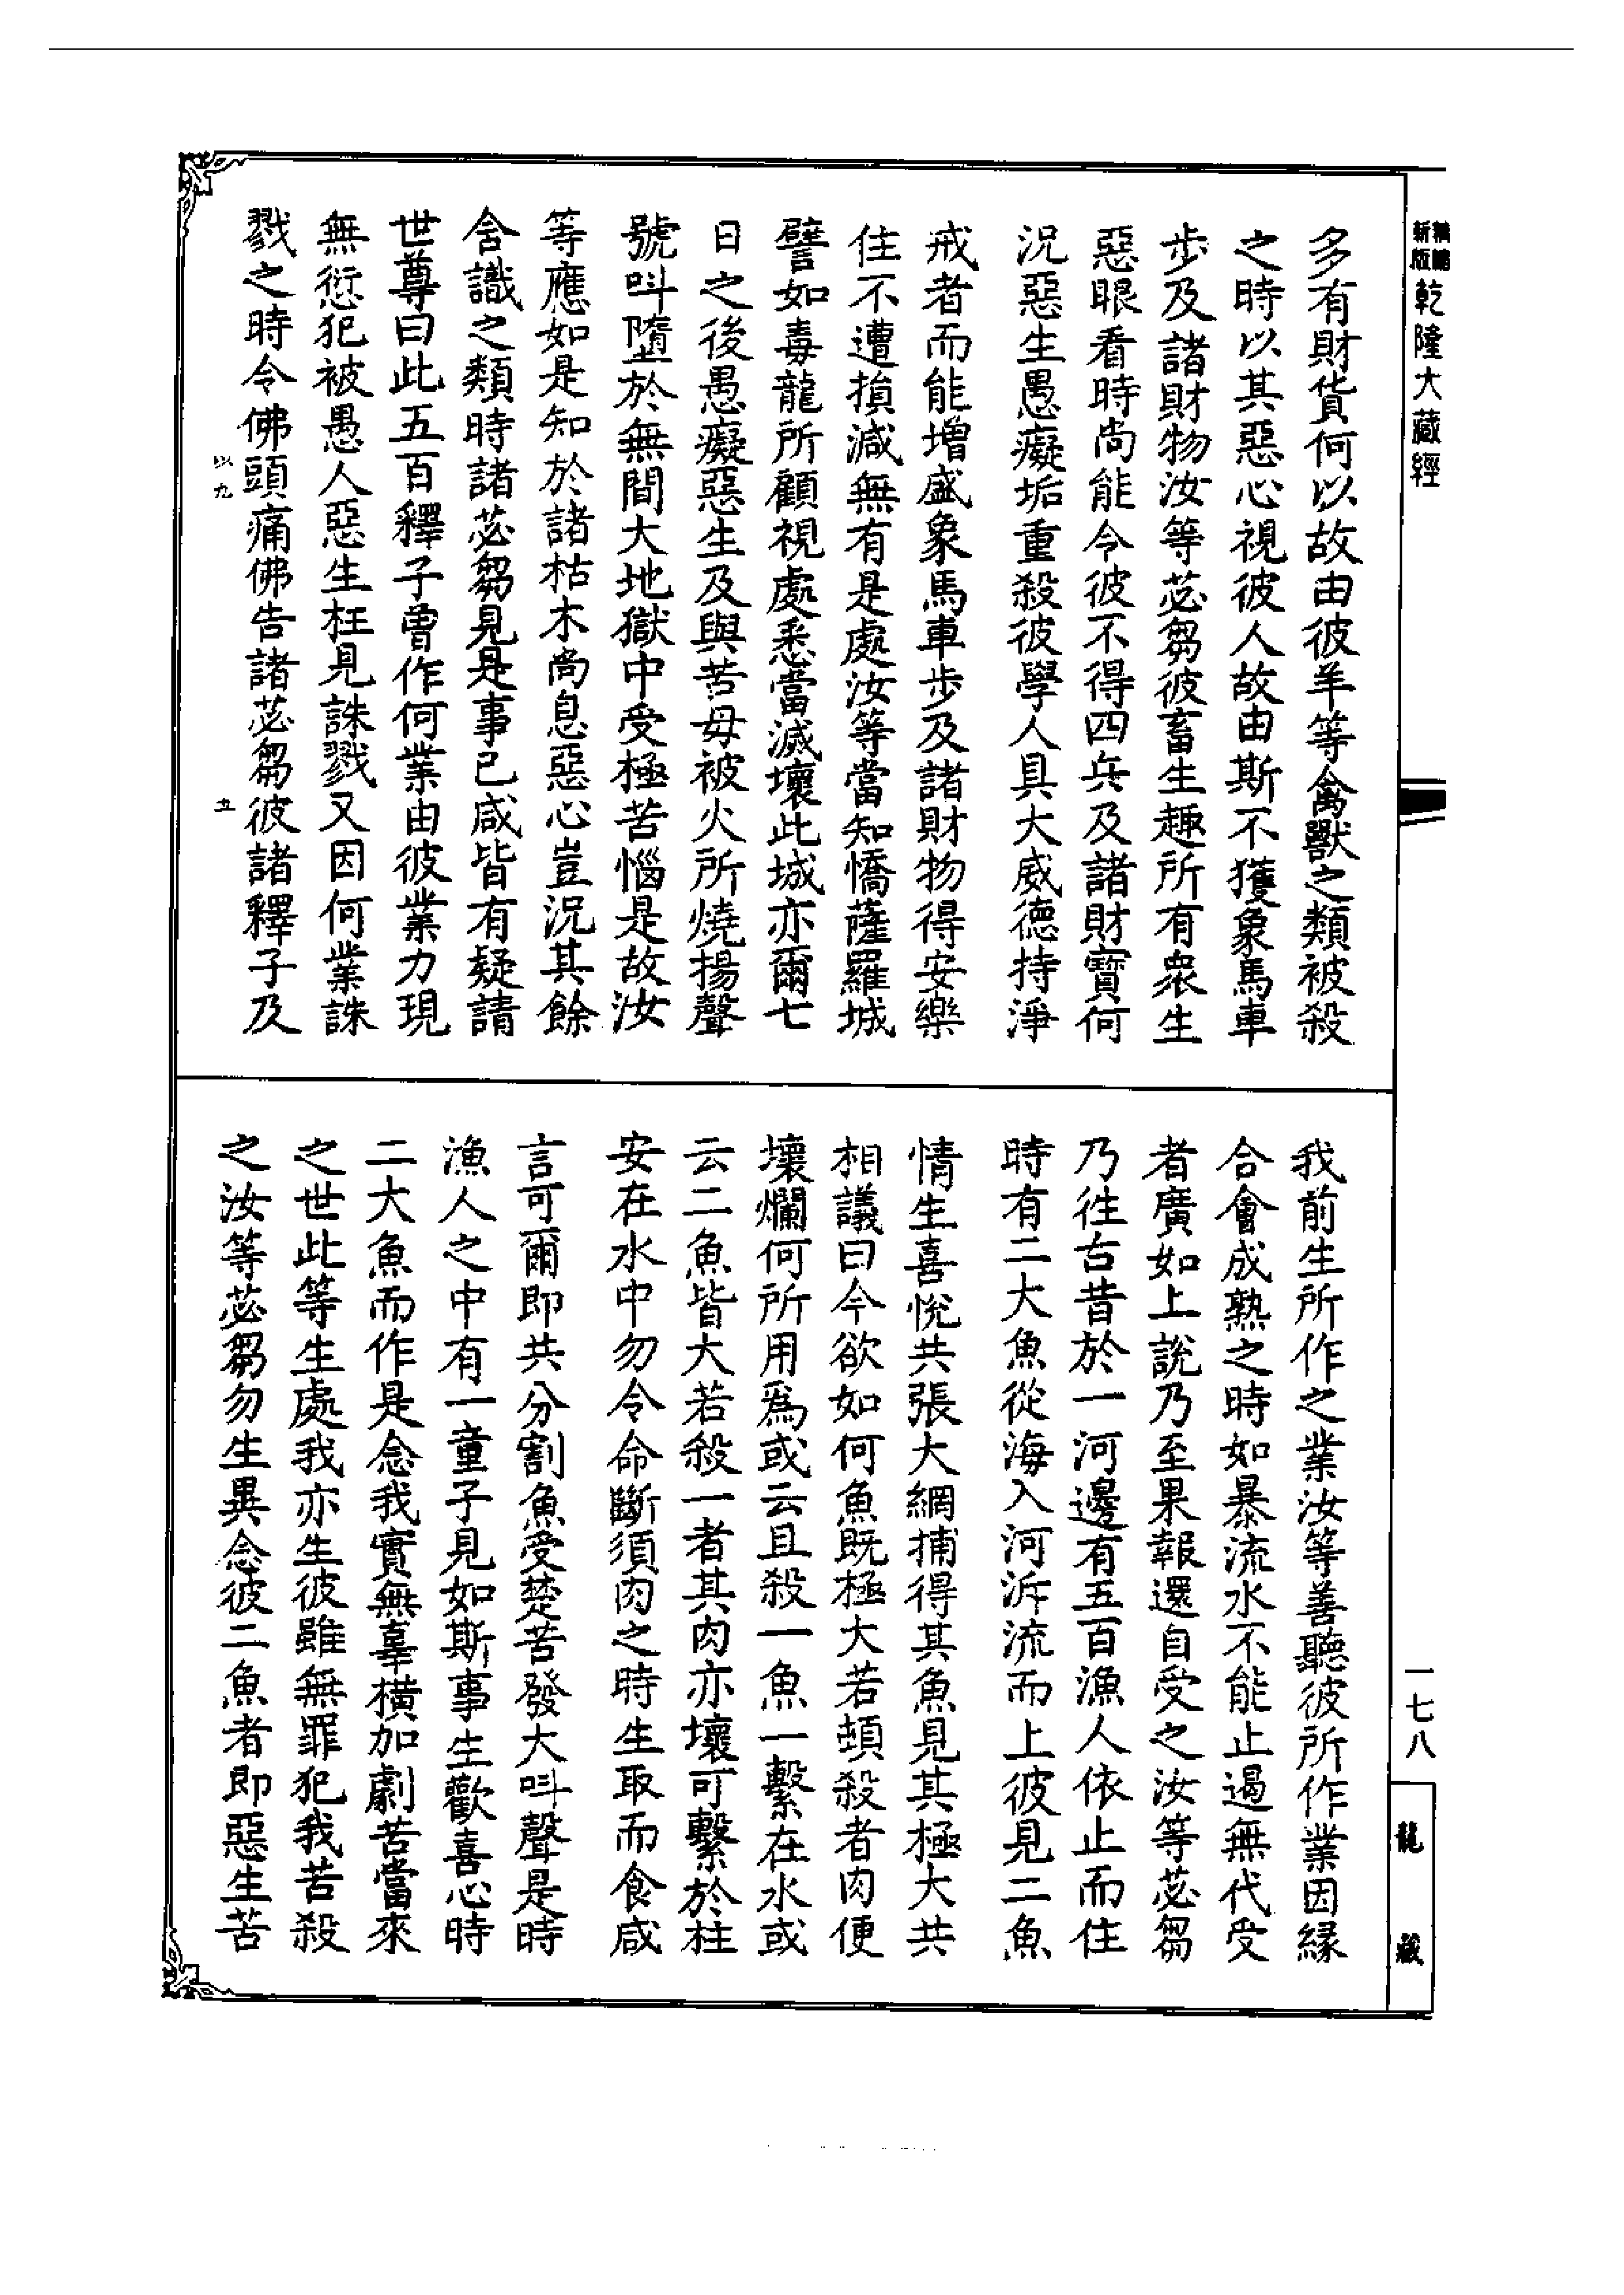 新版
乾隆大藏經
多有財貨何以故由彼羊等禽獸之類被殺
之時以其惡心視彼人故由斯不獲象馬車
步及諸財物汝等苾芻彼畜生趣所有眾生
惡眼看時尚能令彼不得四兵及諸財寶何
況惡生愚癡垢重殺彼學人具大威德持淨
戒者而能增盛象馬車步及諸財物得安樂
住不遭損減無有是處汝等當知憍薩羅城
譬如毒龍所顧視處悉當滅壞此城亦爾七
日之後愚癡惡生及與苦母被火所燒揚聲
號叫墮於無間大地獄中受極苦惱是故汝
等應如是知於諸枯木尚息惡心豈況其餘
含識之類時諸苾芻見是事已咸皆有疑請
世尊曰此五百釋子曾作何業由彼業力現
無愆犯被愚人惡生枉見誅戮又因何業誅
戮之時令佛頭痛佛告諸苾芻彼諸釋子及
九
五
我前生所作之業汝等善聽彼所作業因緣
合會成熟之時如暴流水不能止遏無代受
者廣如上說乃至果報還自受之汝等苾芻
乃往古昔於一河邊有五百漁人依止而住
時有二大魚從海入河泝流而上彼見二魚
情生喜悅共張大網捕得其魚見其極大共
相議曰今欲如何魚既極大若頓殺者肉便
壞爛何所用為或云且殺一魚一繫在水或
云二魚皆大若殺一者其肉亦壞可繫於柱
安在水中勿令命斷須肉之時生取而食咸
言可爾即共分割魚受楚苦發大叫聲是時
漁人之中有一童子見如斯事生歡喜心時
二大魚而作是念我實無辜橫加劇苦當來
之世此等生處我亦生彼雖無罪犯我苦殺
之汝等苾芻勿生異念彼二魚者即惡生苦
一七八
龍藏